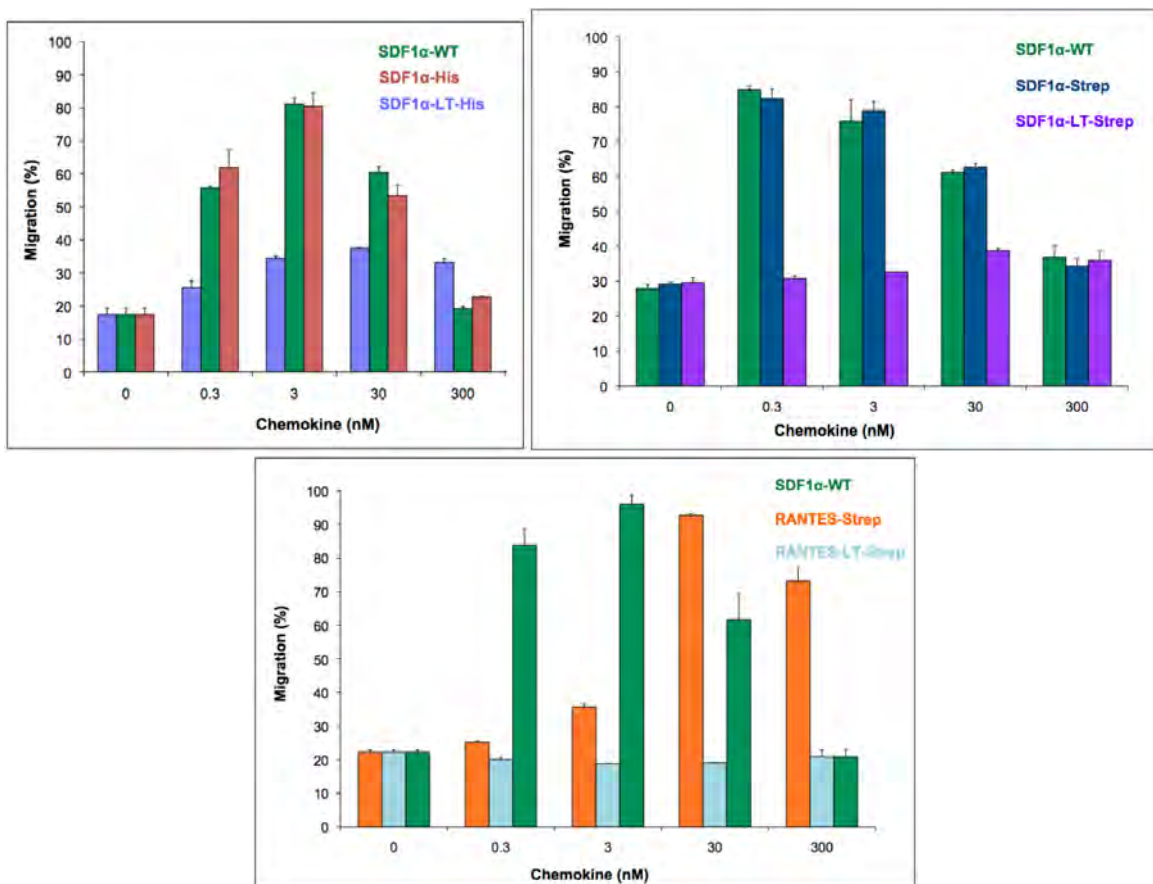 SDF1α-WT
SDF1α-His
SDF1α-LT-His
Migration (%)
100
90
80
70
60
50
40
30
20
10
0
0 0.3 3 30 300
Chemokine (nM)
SDF1α-WT
SDF1α-Strep
SDF1α-LT-Strep
Migration (%)
100
90
80
70
60
50
40
30
20
10
0
0 0.3 3 30 300
Chemokine (nM)
SDF1α-WT
RANTES-Strep
RANTES-LT-Strep
Migration (%)
100
90
80
70
60
50
40
30
20
10
0
0 0.3 3 30 300
Chemokine (nM)